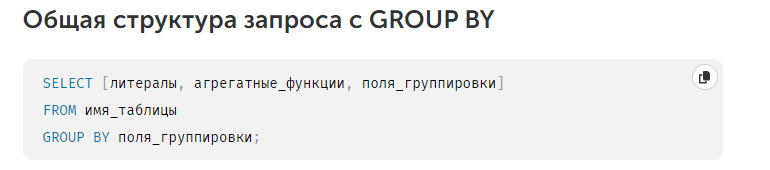 Общая структура запроса с GROUP BY
SELECT [литералы, агрегатные_функции, поля_группировки]
FROM имя_таблицы
GROUP BY поля_группировки;